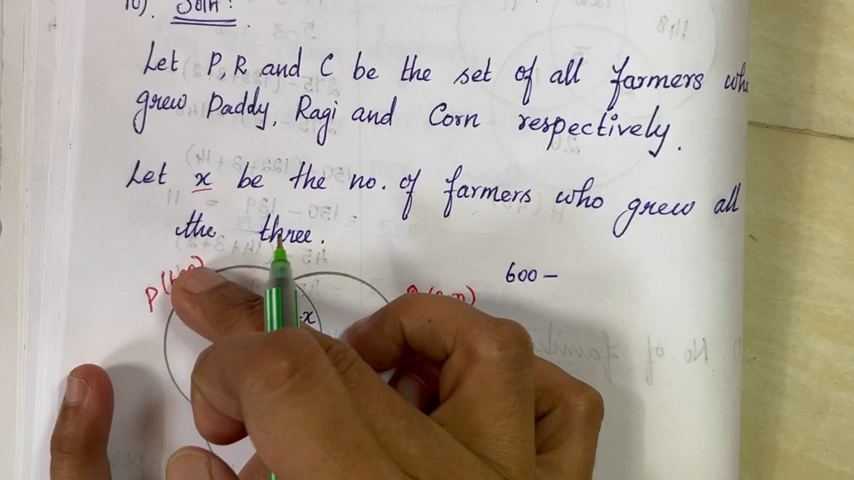 10). Soln:
Let P, R and C be the set of all farmers who
grew Paddy, Ragi and Corn respectively.
Let x be the no. of farmers who grew all
the three.
600 –
-x